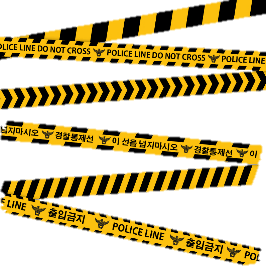 POLICE LINE DO NOT CROSS POLICE LINE DO NOT CROSS POLICE LINE
넘지마시오 경찰통제선 이 선을 넘지마시오 경찰통제선 이
LINE 출입금지 POLICE LINE 출입금지 POL